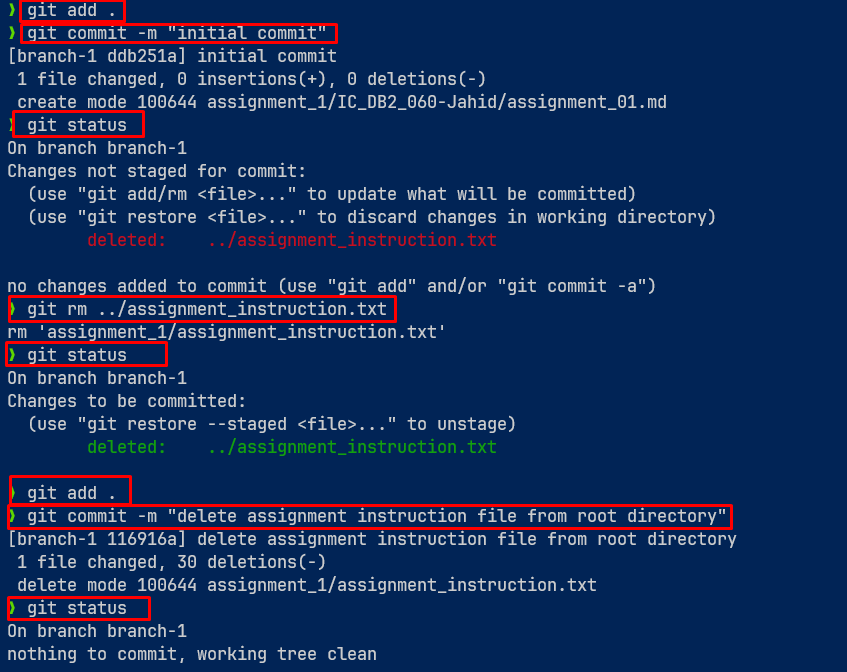 ❯ git add .
❯ git commit -m "initial commit"
[branch-1 ddb251a] initial commit
 1 file changed, 0 insertions(+), 0 deletions(-)
 create mode 100644 assignment_1/IC_DB2_060-Jahid/assignment_01.md
❯ git status
On branch branch-1
Changes not staged for commit:
  (use "git add/rm <file>..." to update what will be committed)
  (use "git restore <file>..." to discard changes in working directory)
        deleted:    ../assignment_instruction.txt

no changes added to commit (use "git add" and/or "git commit -a")
❯ git rm ../assignment_instruction.txt
rm 'assignment_1/assignment_instruction.txt'
❯ git status
On branch branch-1
Changes to be committed:
  (use "git restore --staged <file>..." to unstage)
        deleted:    ../assignment_instruction.txt

❯ git add .
❯ git commit -m "delete assignment instruction file from root directory"
[branch-1 116916a] delete assignment instruction file from root directory
 1 file changed, 30 deletions(-)
 delete mode 100644 assignment_1/assignment_instruction.txt
❯ git status
On branch branch-1
nothing to commit, working tree clean